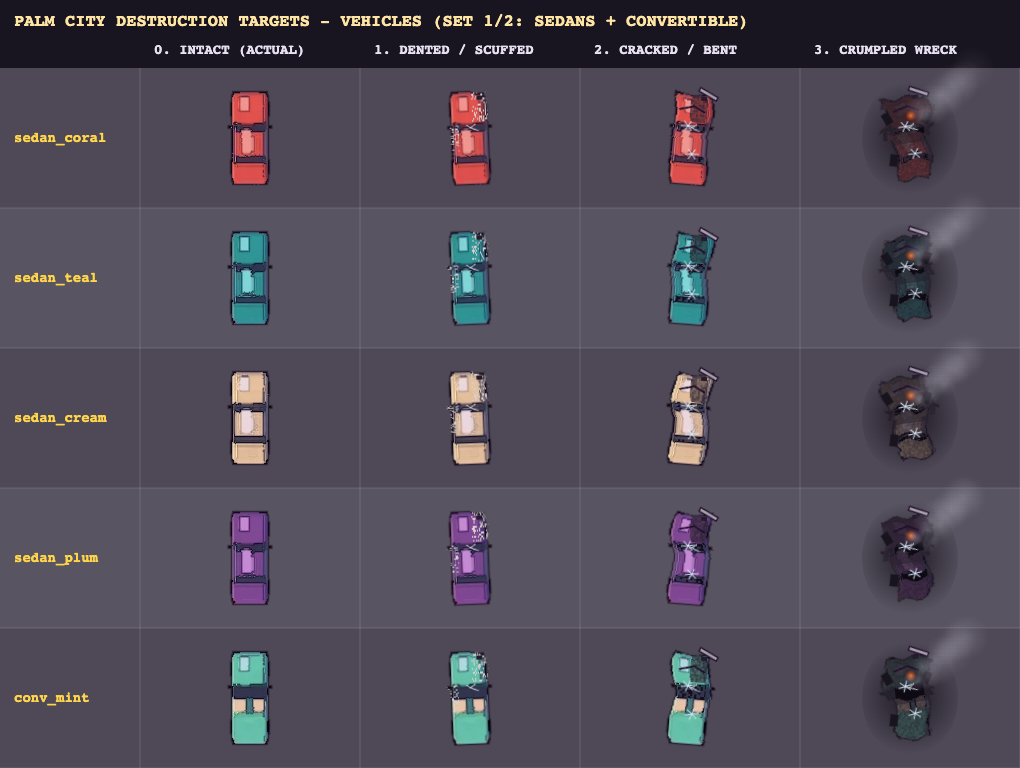 PALM CITY DESTRUCTION TARGETS - VEHICLES (SET 1/2: SEDANS + CONVERTIBLE)
0. INTACT (ACTUAL) 1. DENTED / SCUFFED 2. CRACKED / BENT 3. CRUMPLED WRECK
sedan_coral
sedan_teal
sedan_cream
sedan_plum
conv_mint